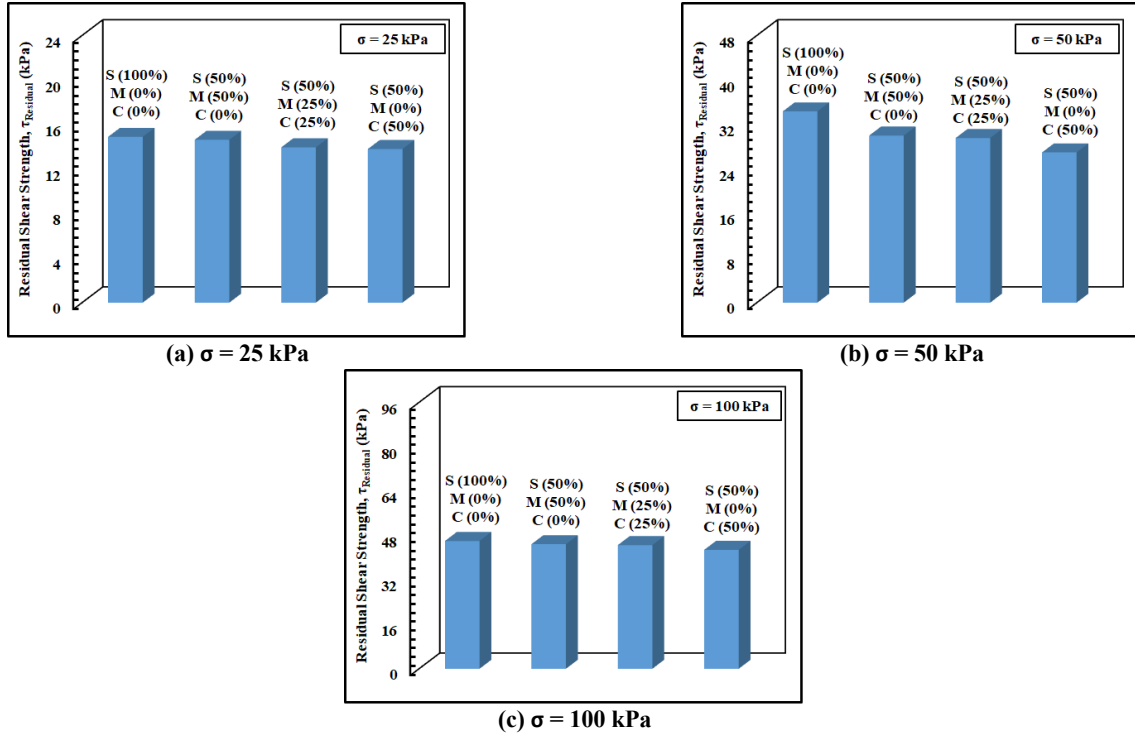 σ = 25 kPa
Residual Shear Strength, τResidual (kPa)
24
20
16
12
8
4
0
S (100%)
M (0%)
C (0%)
S (50%)
M (50%)
C (0%)
S (50%)
M (25%)
C (25%)
S (50%)
M (0%)
C (50%)
(a) σ = 25 kPa
σ = 50 kPa
Residual Shear Strength, τResidual (kPa)
48
40
32
24
16
8
0
S (100%)
M (0%)
C (0%)
S (50%)
M (50%)
C (0%)
S (50%)
M (25%)
C (25%)
S (50%)
M (0%)
C (50%)
(b) σ = 50 kPa
σ = 100 kPa
Residual Shear Strength, τResidual (kPa)
96
80
64
48
32
16
0
S (100%)
M (0%)
C (0%)
S (50%)
M (50%)
C (0%)
S (50%)
M (25%)
C (25%)
S (50%)
M (0%)
C (50%)
(c) σ = 100 kPa